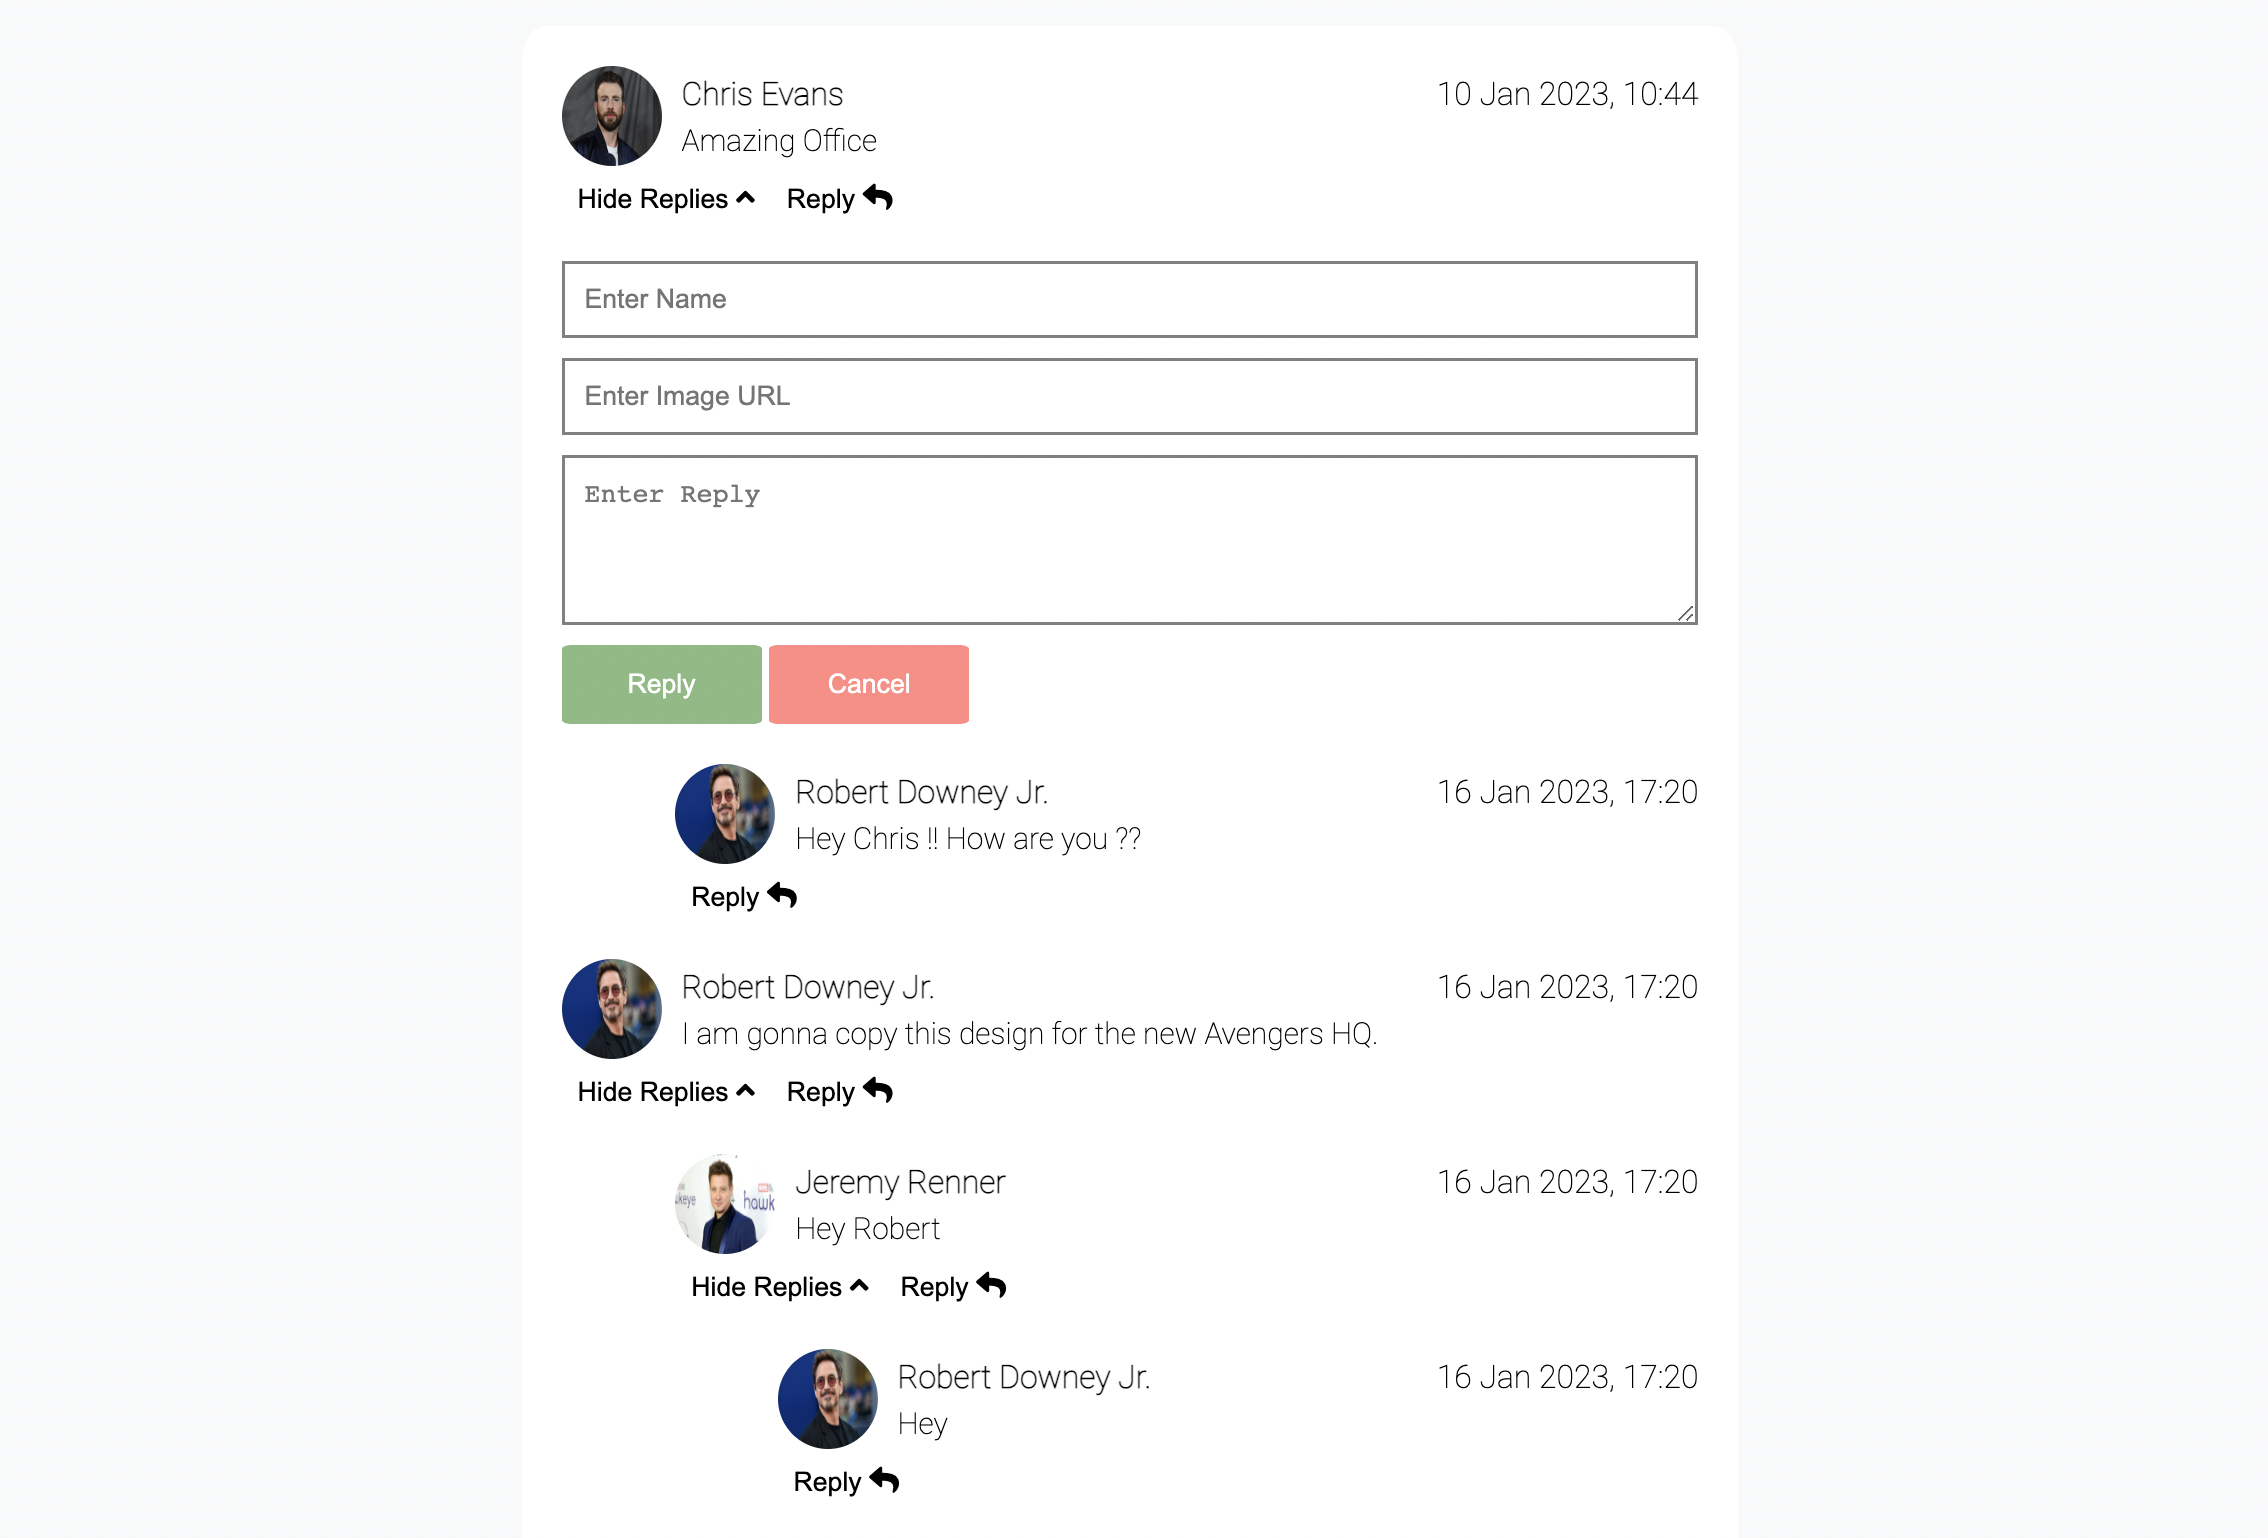 Chris Evans
10 Jan 2023, 10:44
Amazing Office
Hide Replies
Reply
Enter Name
Enter Image URL
Enter Reply
Reply
Cancel
Robert Downey Jr.
16 Jan 2023, 17:20
Hey Chris !! How are you ??
Reply
Robert Downey Jr.
16 Jan 2023, 17:20
I am gonna copy this design for the new Avengers HQ.
Hide Replies
Reply
Jeremy Renner
16 Jan 2023, 17:20
Hey Robert
Hide Replies
Reply
Robert Downey Jr.
16 Jan 2023, 17:20
Hey
Reply